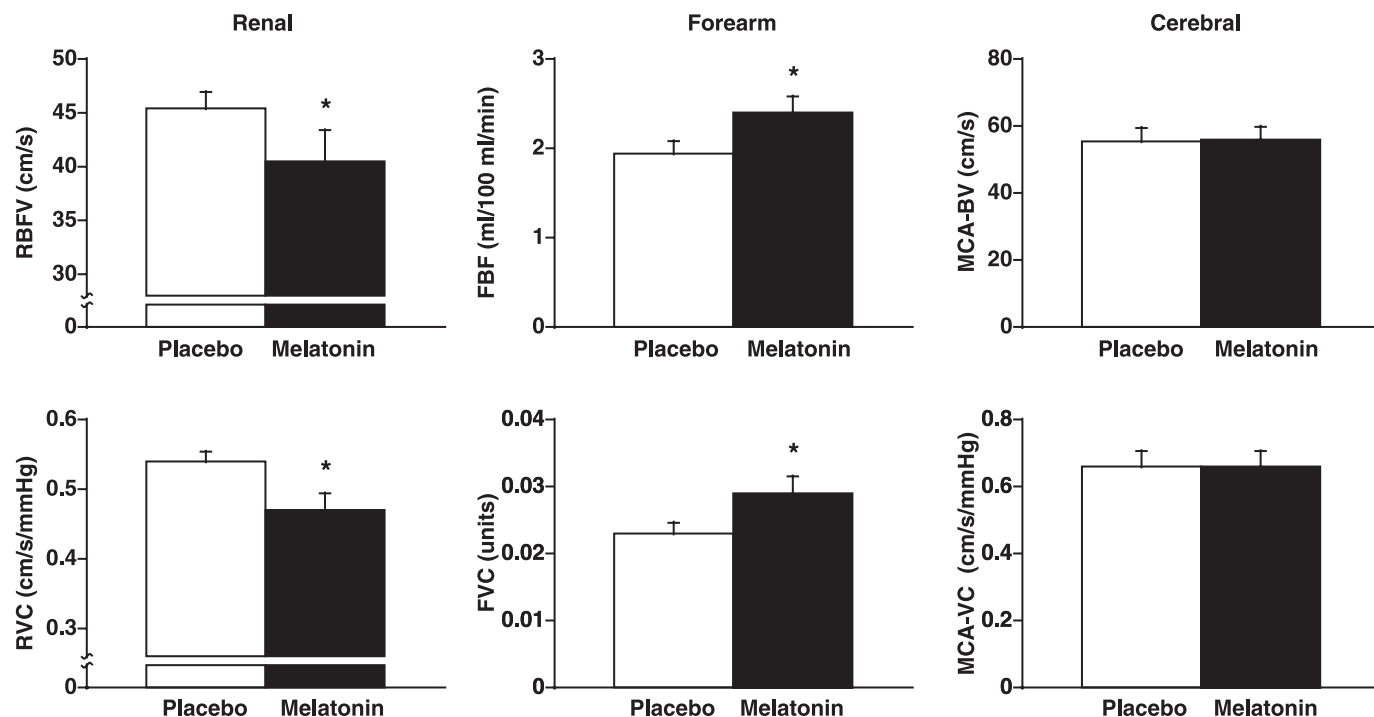 Renal
RBFV (cm/s)
50
45
40
35
30
0
*
Placebo Melatonin
Forearm
FBF (ml/100 ml/min)
3
2
1
0
*
Placebo Melatonin
Cerebral
MCA-BV (cm/s)
80
60
40
20
0
Placebo Melatonin
RVC (cm/s/mmHg)
0.6
0.5
0.4
0.3
0
*
Placebo Melatonin
FVC (units)
0.04
0.03
0.02
0.01
0
*
Placebo Melatonin
MCA-VC (cm/s/mmHg)
0.8
0.6
0.4
0.2
0
Placebo Melatonin